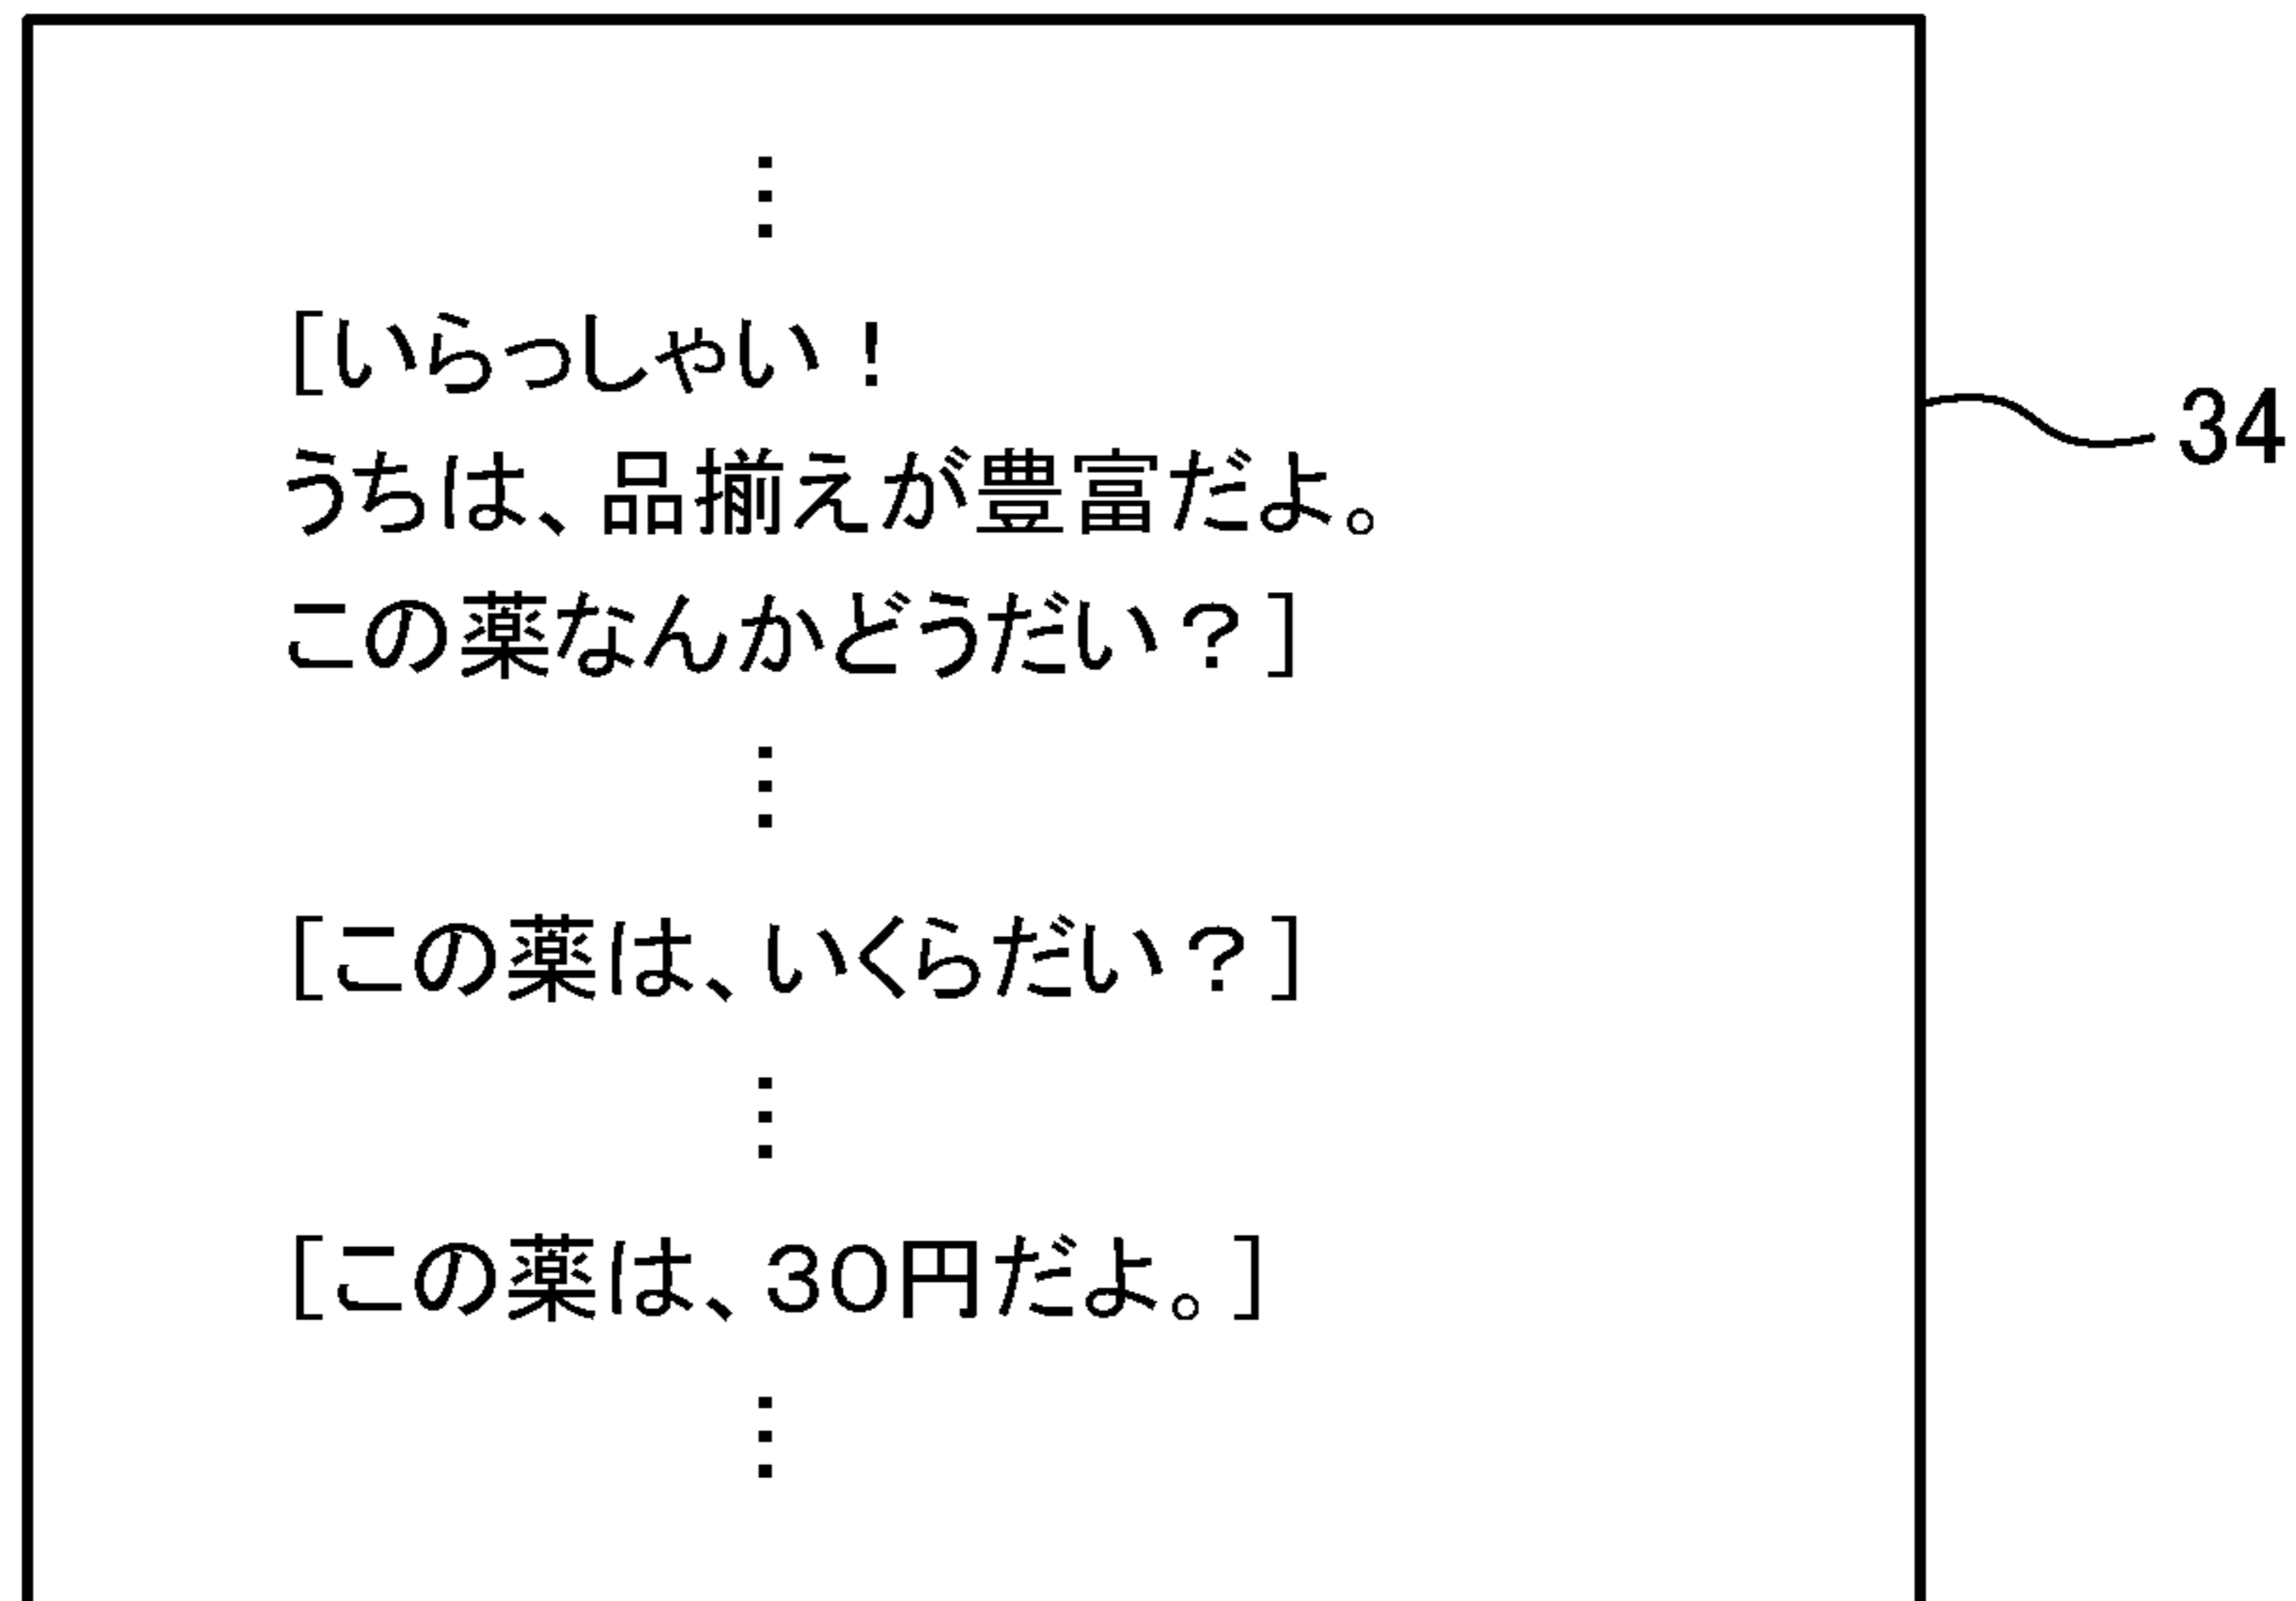 ⋮
[いらっしゃい！
うちは、品揃えが豊富だよ。
この薬なんかどうだい？]
⋮
[この薬は、いくらだい？]
⋮
[この薬は、３０円だよ。]
⋮
34